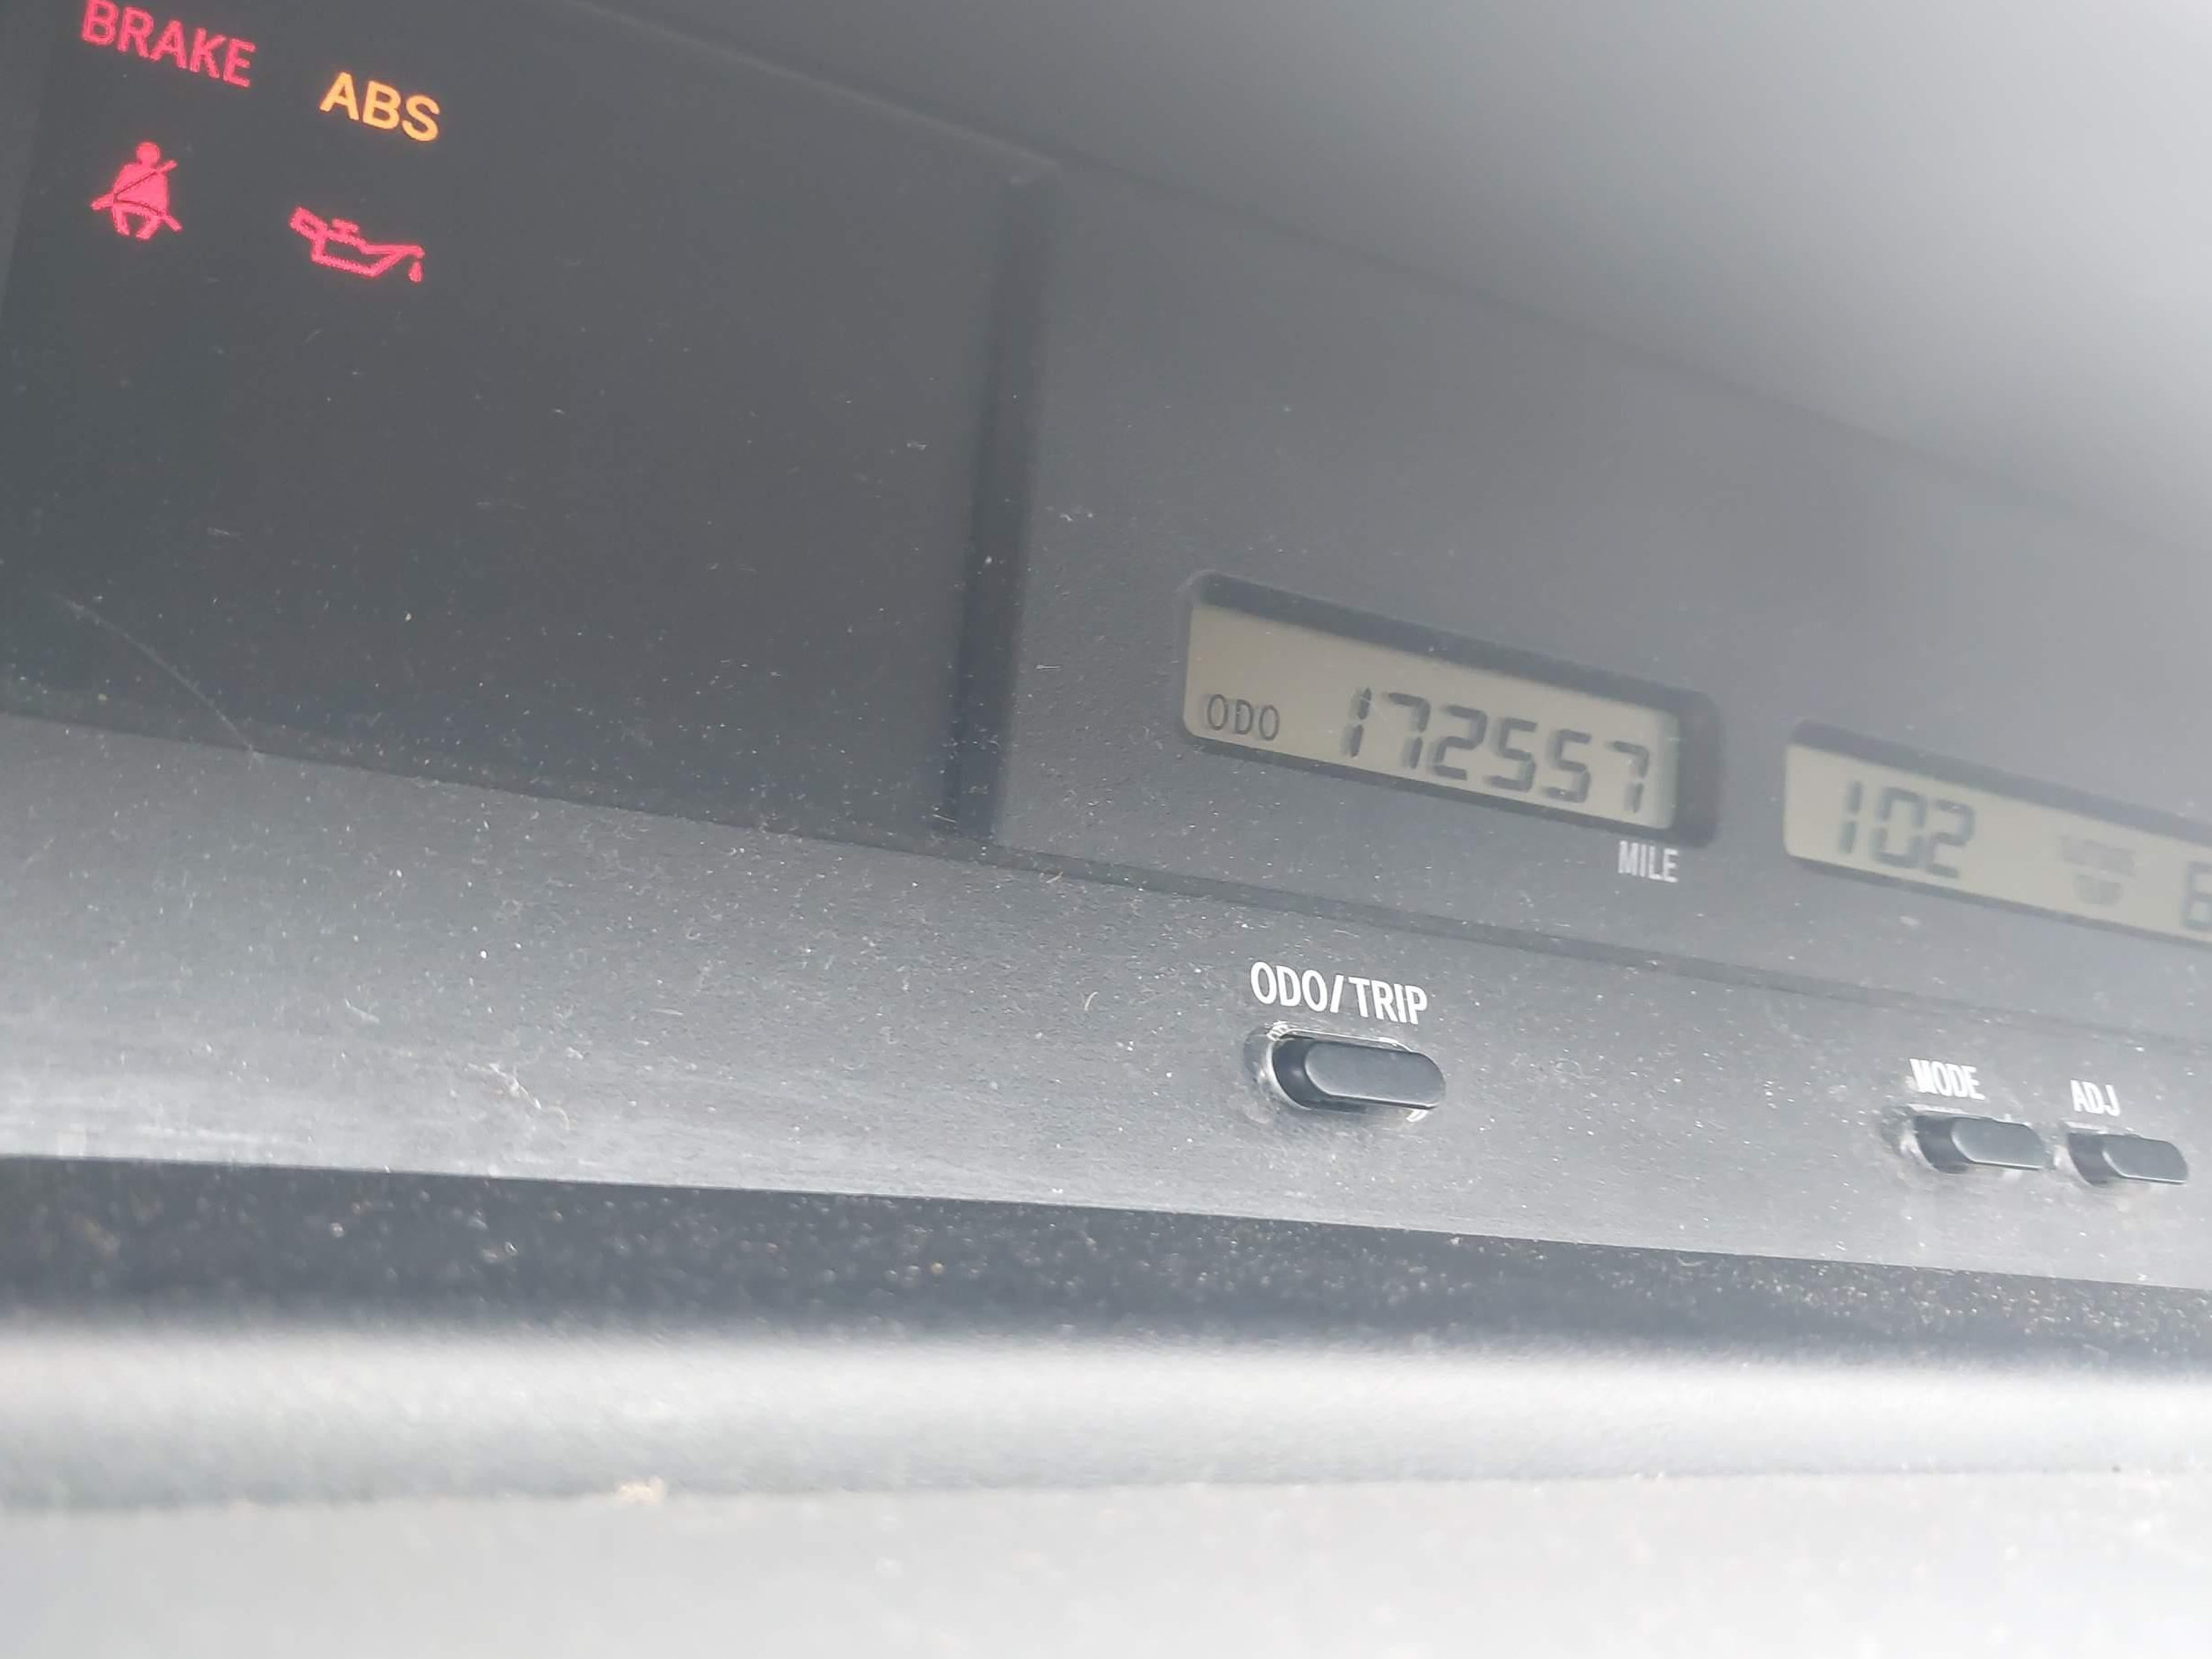 BRAKE
ABS
ODO 172557
MILE
102
ODO/TRIP
MODE
ADJ